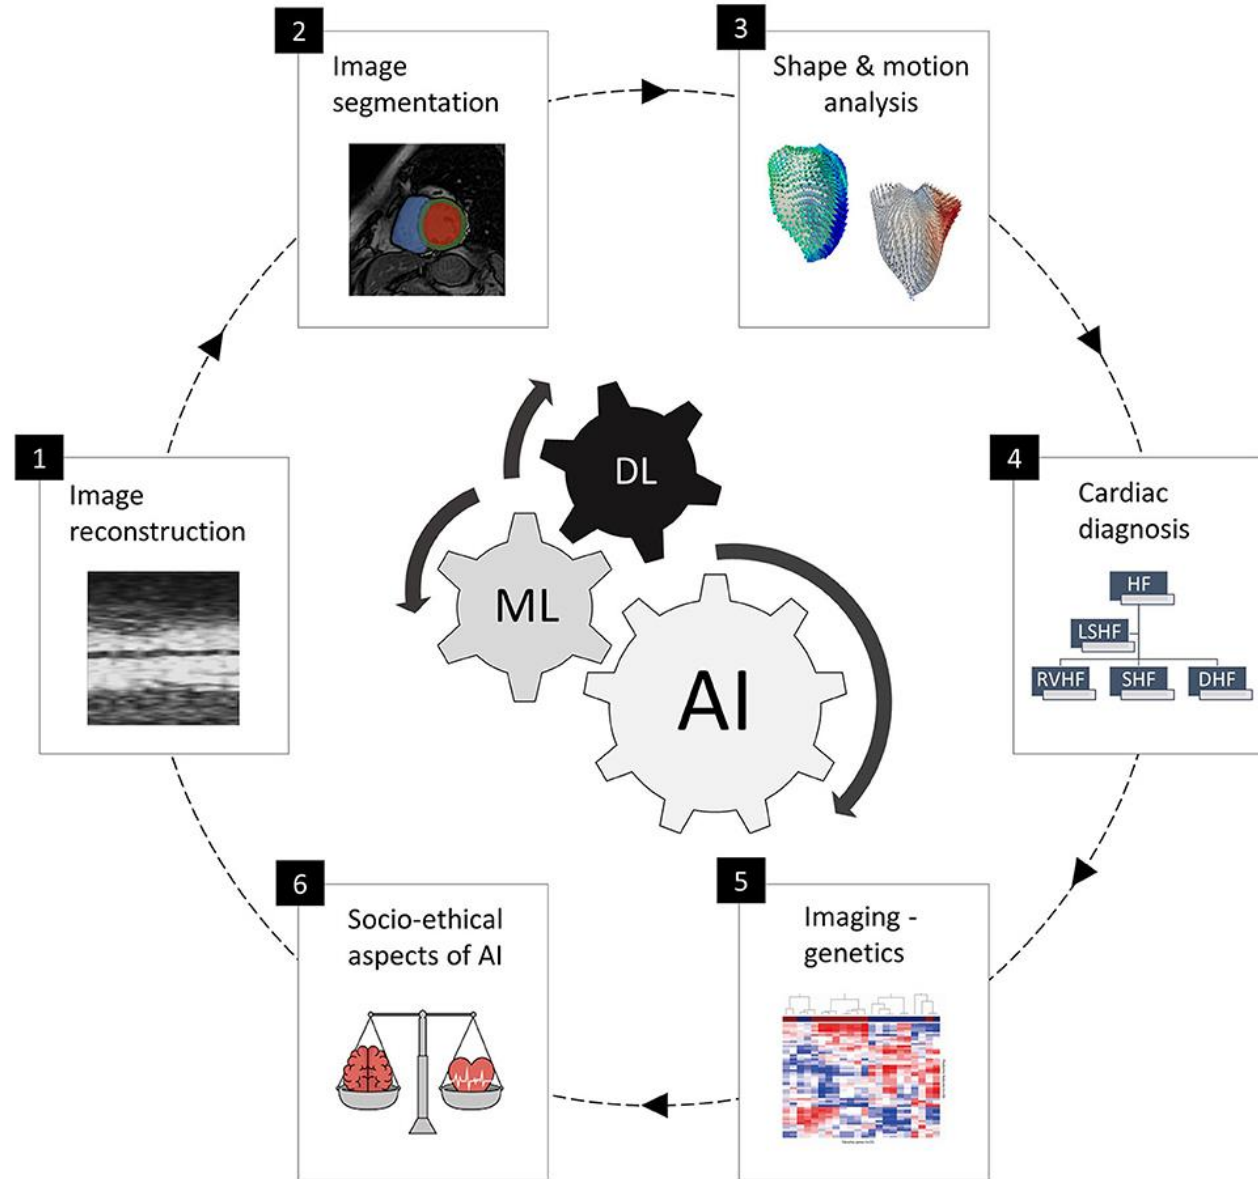 1
Image
reconstruction
2
Image
segmentation
3
Shape & motion
analysis
4
Cardiac
diagnosis
HF
LSHF
RVHF SHF DHF
5
Imaging -
genetics
6
Socio-ethical
aspects of AI
DL
ML
AI